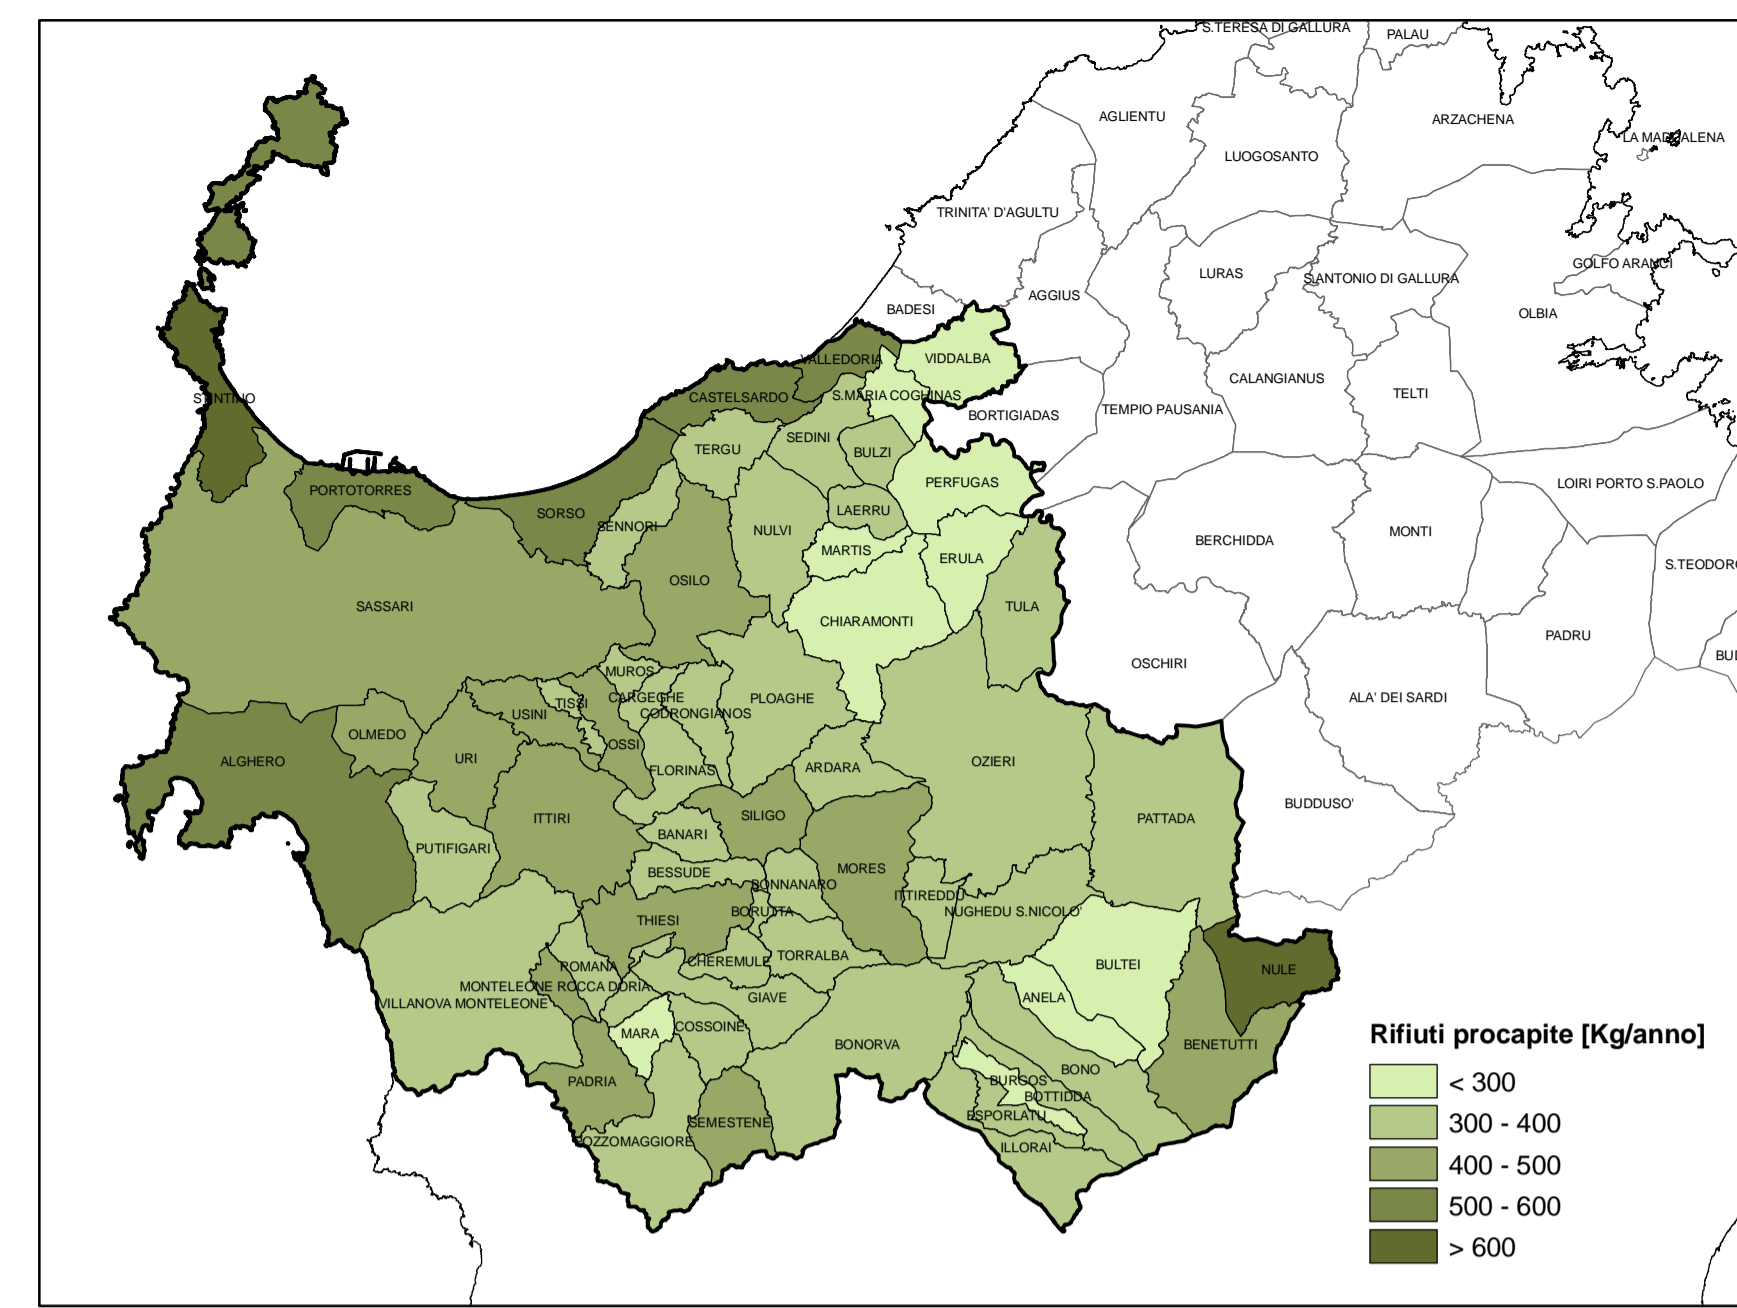 S.TERESA DI GALLURA
PALAU
AGLIENTU
ARZACHENA
LA MADDALENA
LUOGOSANTO
TRINITA' D'AGULTU
LURAS
S.ANTONIO DI GALLURA
GOLFO ARANCI
AGGIUS
BADESI
OLBIA
VALLEDORIA
VIDDALBA
CALANGIANUS
TELTI
STINTINO
CASTELSARDO
S.MARIA COGHINAS
BORTIGIADAS
TEMPIO PAUSANIA
SEDINI
TERGU
BULZI
PERFUGAS
LOIRI PORTO S.PAOLO
PORTOTORRES
SORSO
LAERRU
SENNORI
NULVI
MONTI
BERCHIDDA
MARTIS
ERULA
S.TEODORO
OSILO
SASSARI
TULA
CHIARAMONTI
PADRU
BUD
OSCHIRI
MUROS
CARGEGHE
PLOAGHE
ALA' DEI SARDI
TISSI
USINI
CODRONGIANOS
OLMEDO
OSSI
ALGHERO
URI
OZIERI
FLORINAS
ARDARA
BUDDUSO'
ITTIRI
SILIGO
PATTADA
BANARI
PUTIFIGARI
MORES
BESSUDE
BONNANARO
ITTIREDDU
BORUTTA
NUGHEDU S.NICOLO'
THIESI
TORRALBA
CHEREMULE
ROMANA
BULTEI
NULE
MONTELEONE ROCCA DORIA
GIAVE
ANELA
VILLANOVA MONTELEONE
COSSOINE
MARA
BONORVA
BENETUTTI
BONO
PADRIA
BURGOS
BOTTIDDA
ESPORLATU
SEMESTENE
POZZOMAGGIORE
ILLORAI
Rifiuti procapite [Kg/anno]
< 300
300 - 400
400 - 500
500 - 600
> 600